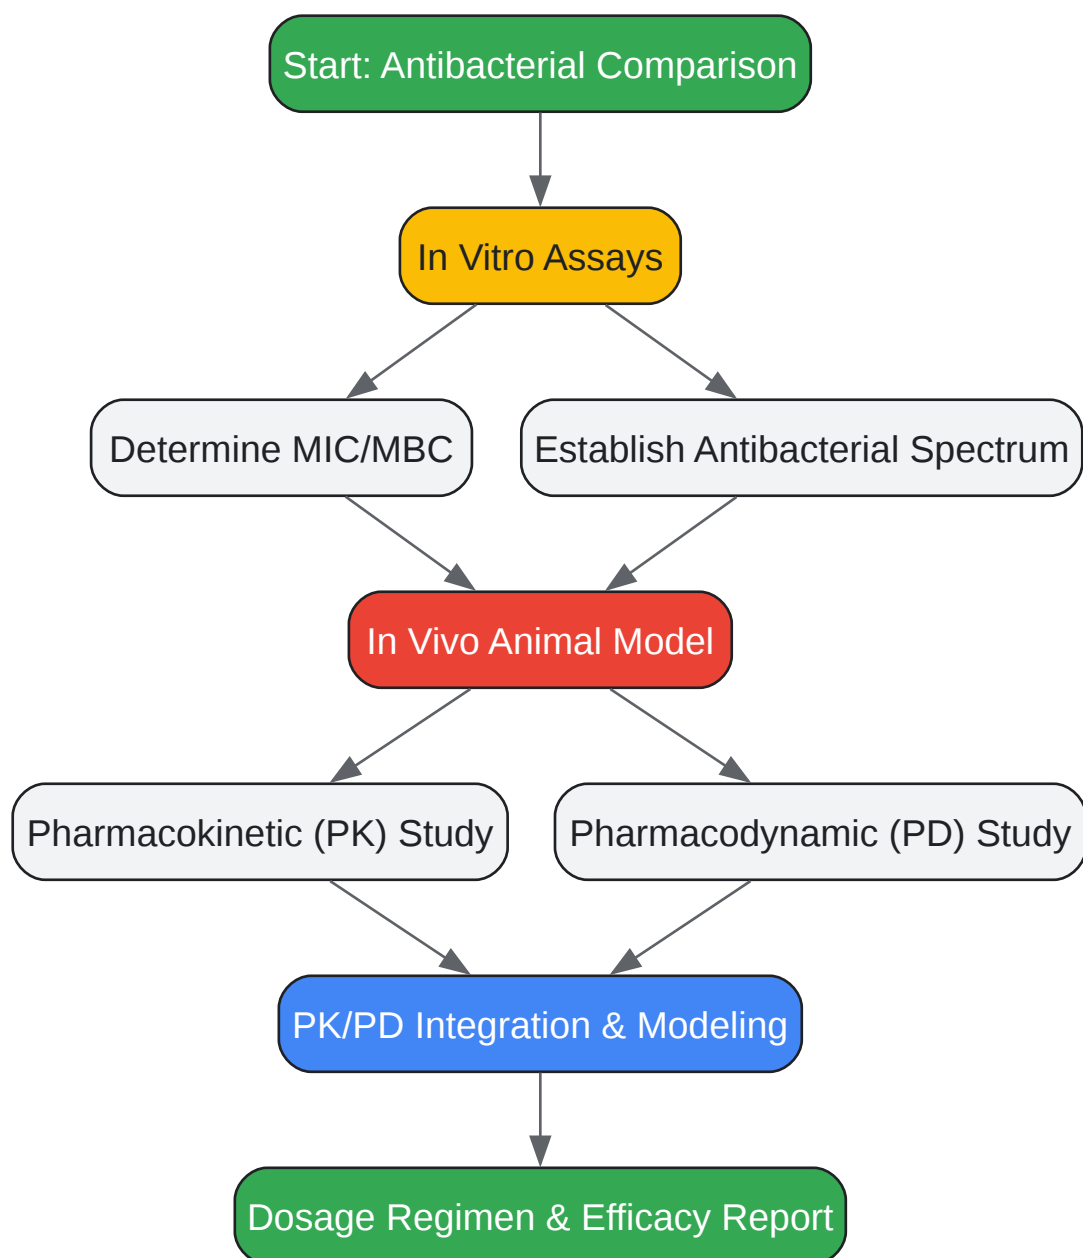 Start: Antibacterial Comparison
In Vitro Assays
Determine MIC/MBC
Establish Antibacterial Spectrum
In Vivo Animal Model
Pharmacokinetic (PK) Study
Pharmacodynamic (PD) Study
PK/PD Integration & Modeling
Dosage Regimen & Efficacy Report